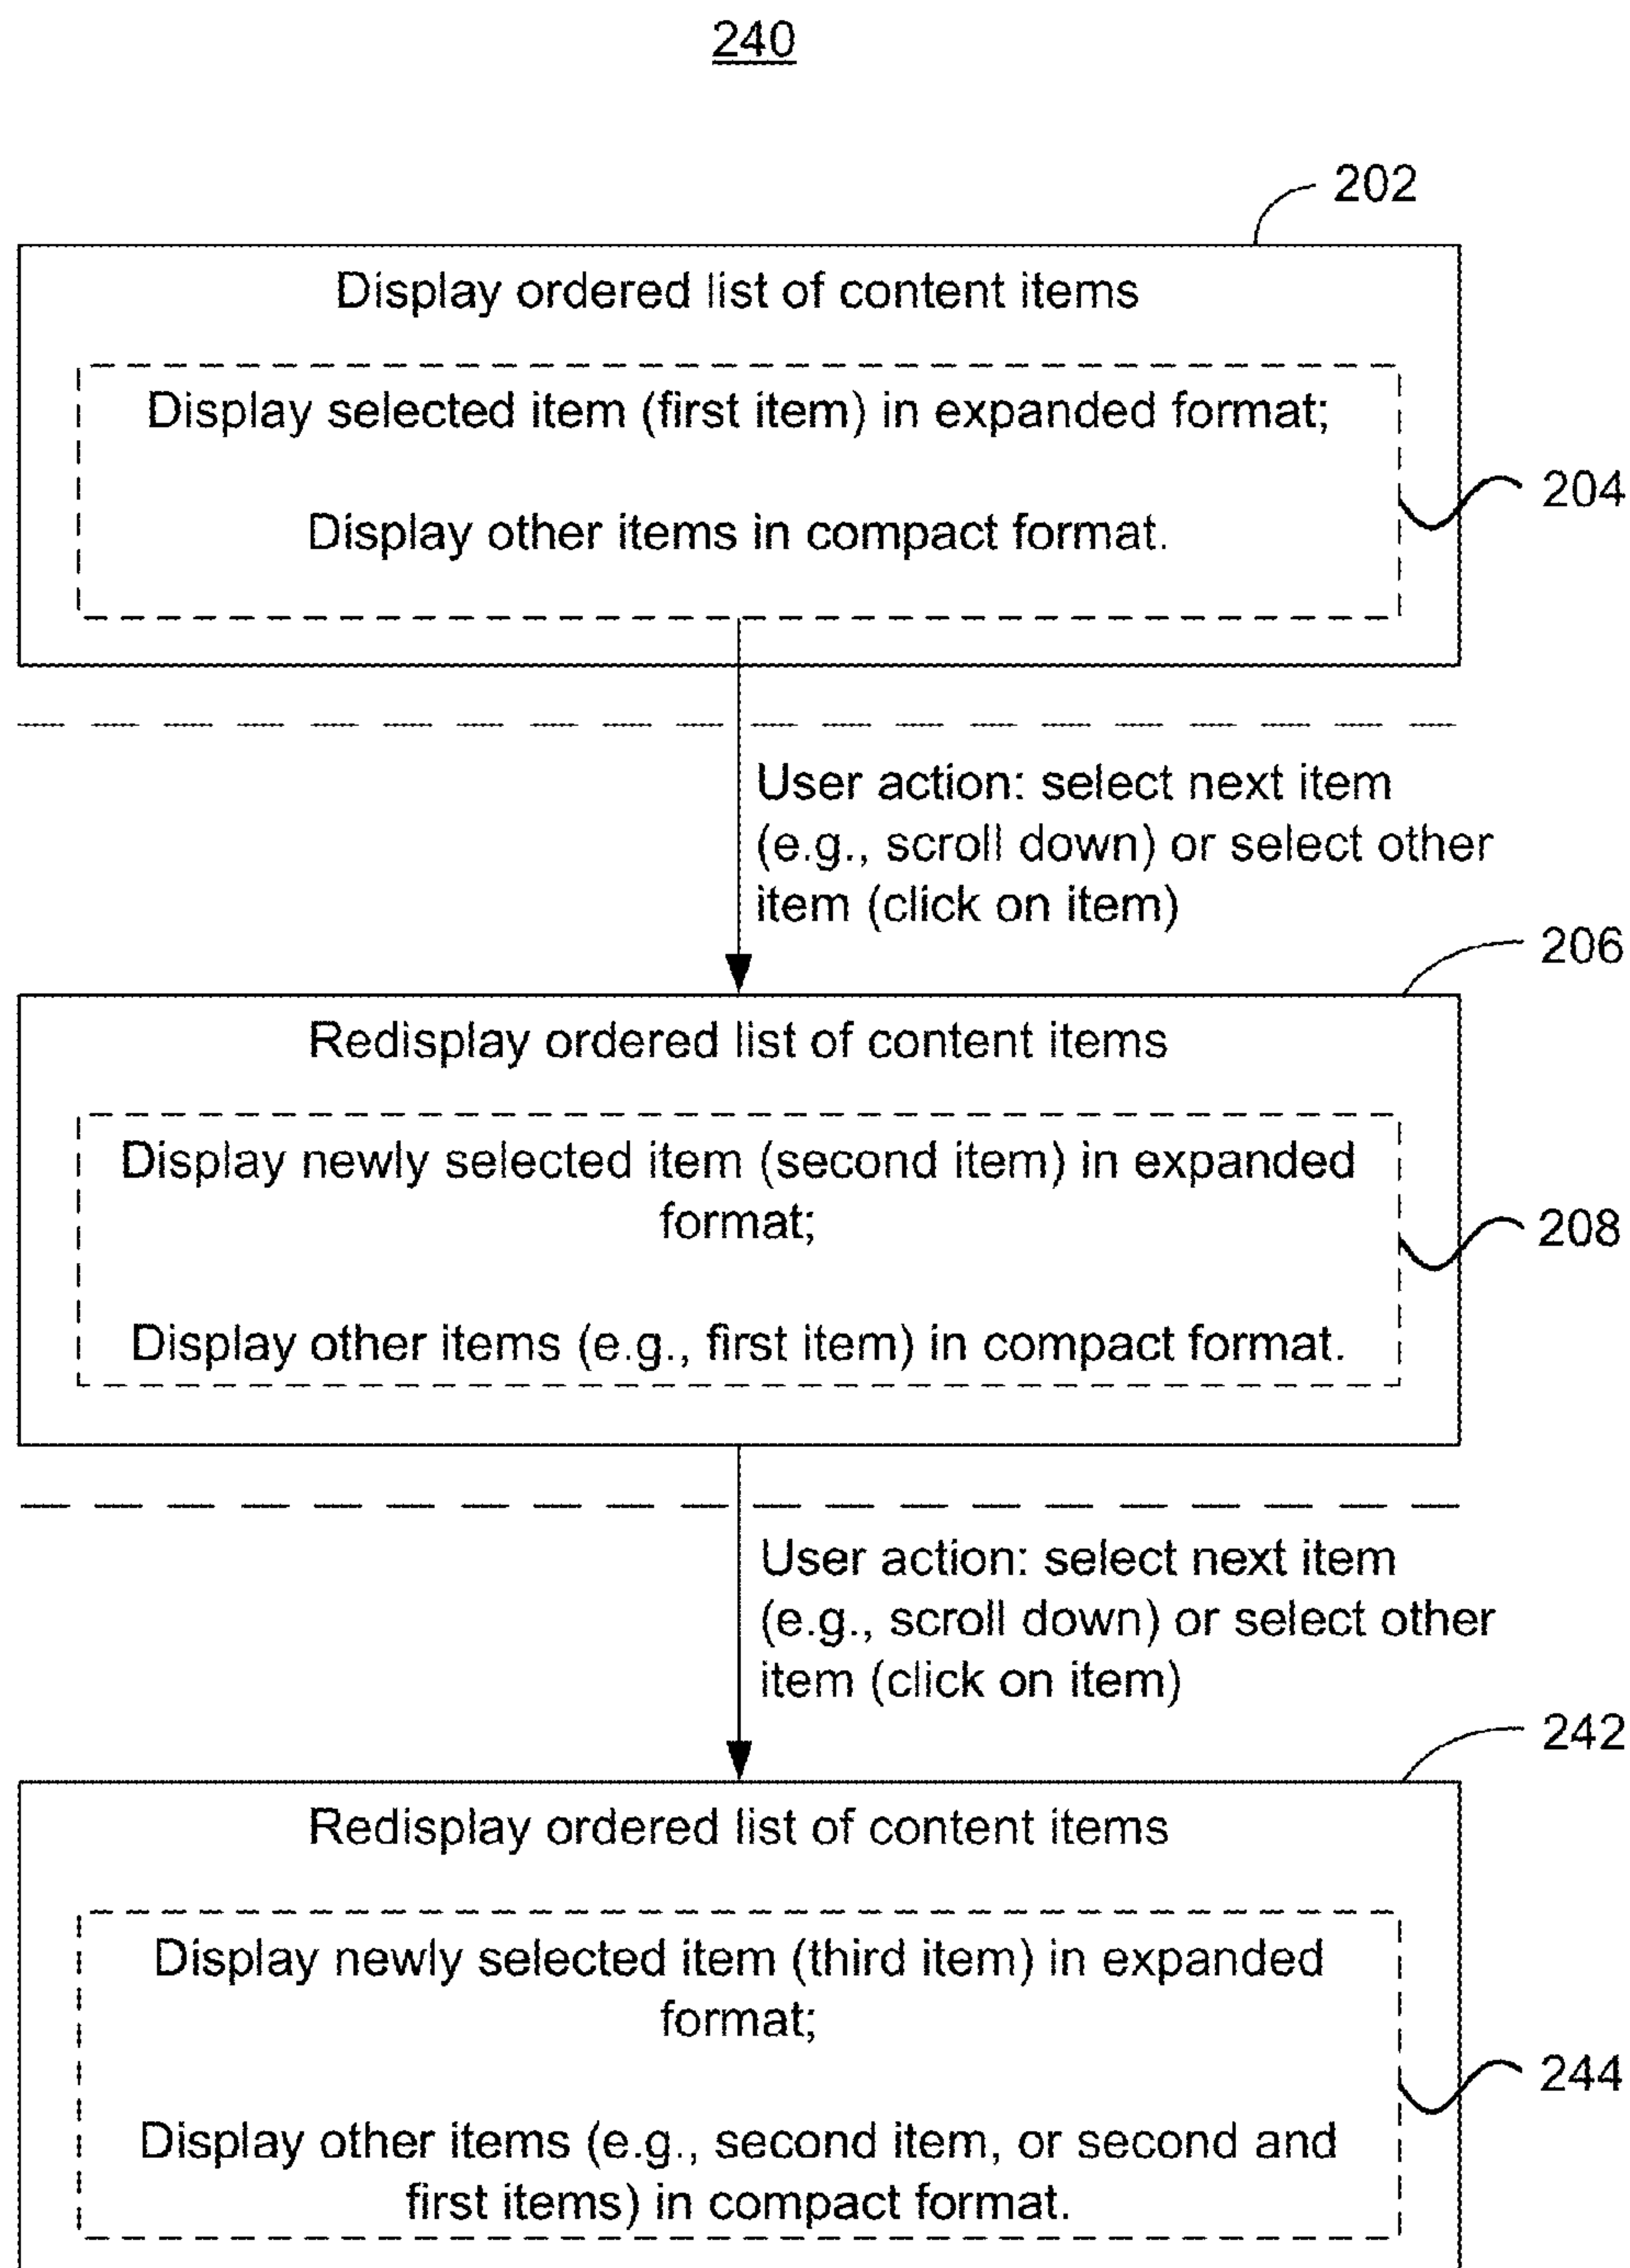 240
202
Display ordered list of content items
Display selected item (first item) in expanded format;
204
Display other items in compact format.
User action: select next item
(e.g., scroll down) or select other
item (click on item)
206
Redisplay ordered list of content items
Display newly selected item (second item) in expanded
format;
208
Display other items (e.g., first item) in compact format.
User action: select next item
(e.g., scroll down) or select other
item (click on item)
242
Redisplay ordered list of content items
Display newly selected item (third item) in expanded
format;
244
Display other items (e.g., second item, or second and
first items) in compact format.